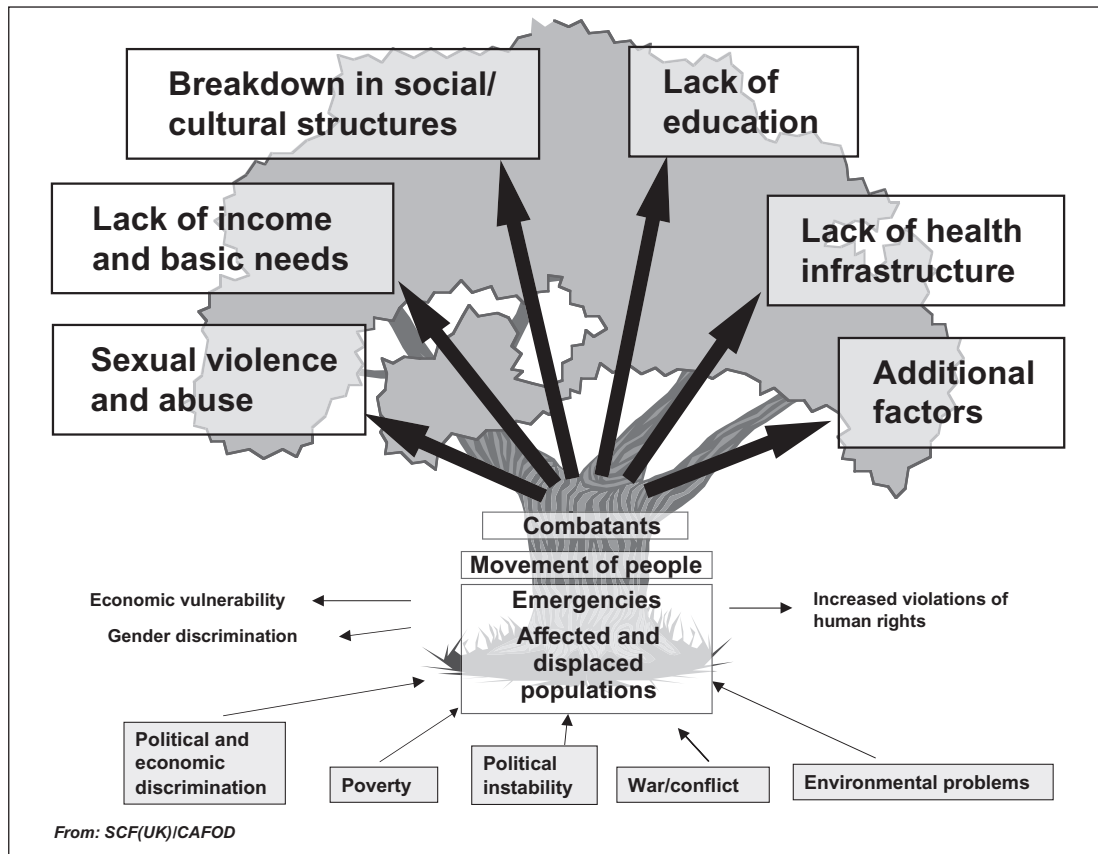 Breakdown in social/
cultural structures
Lack of
education
Lack of income
and basic needs
Lack of health
infrastructure
Sexual violence
and abuse
Additional
factors
Combatants
Movement of people
Emergencies
Affected and
displaced
populations
Economic vulnerability
Gender discrimination
Increased violations of
human rights
Political and
economic
discrimination
Poverty
Political
instability
War/conflict
Environmental problems
From: SCF(UK)/CAFOD